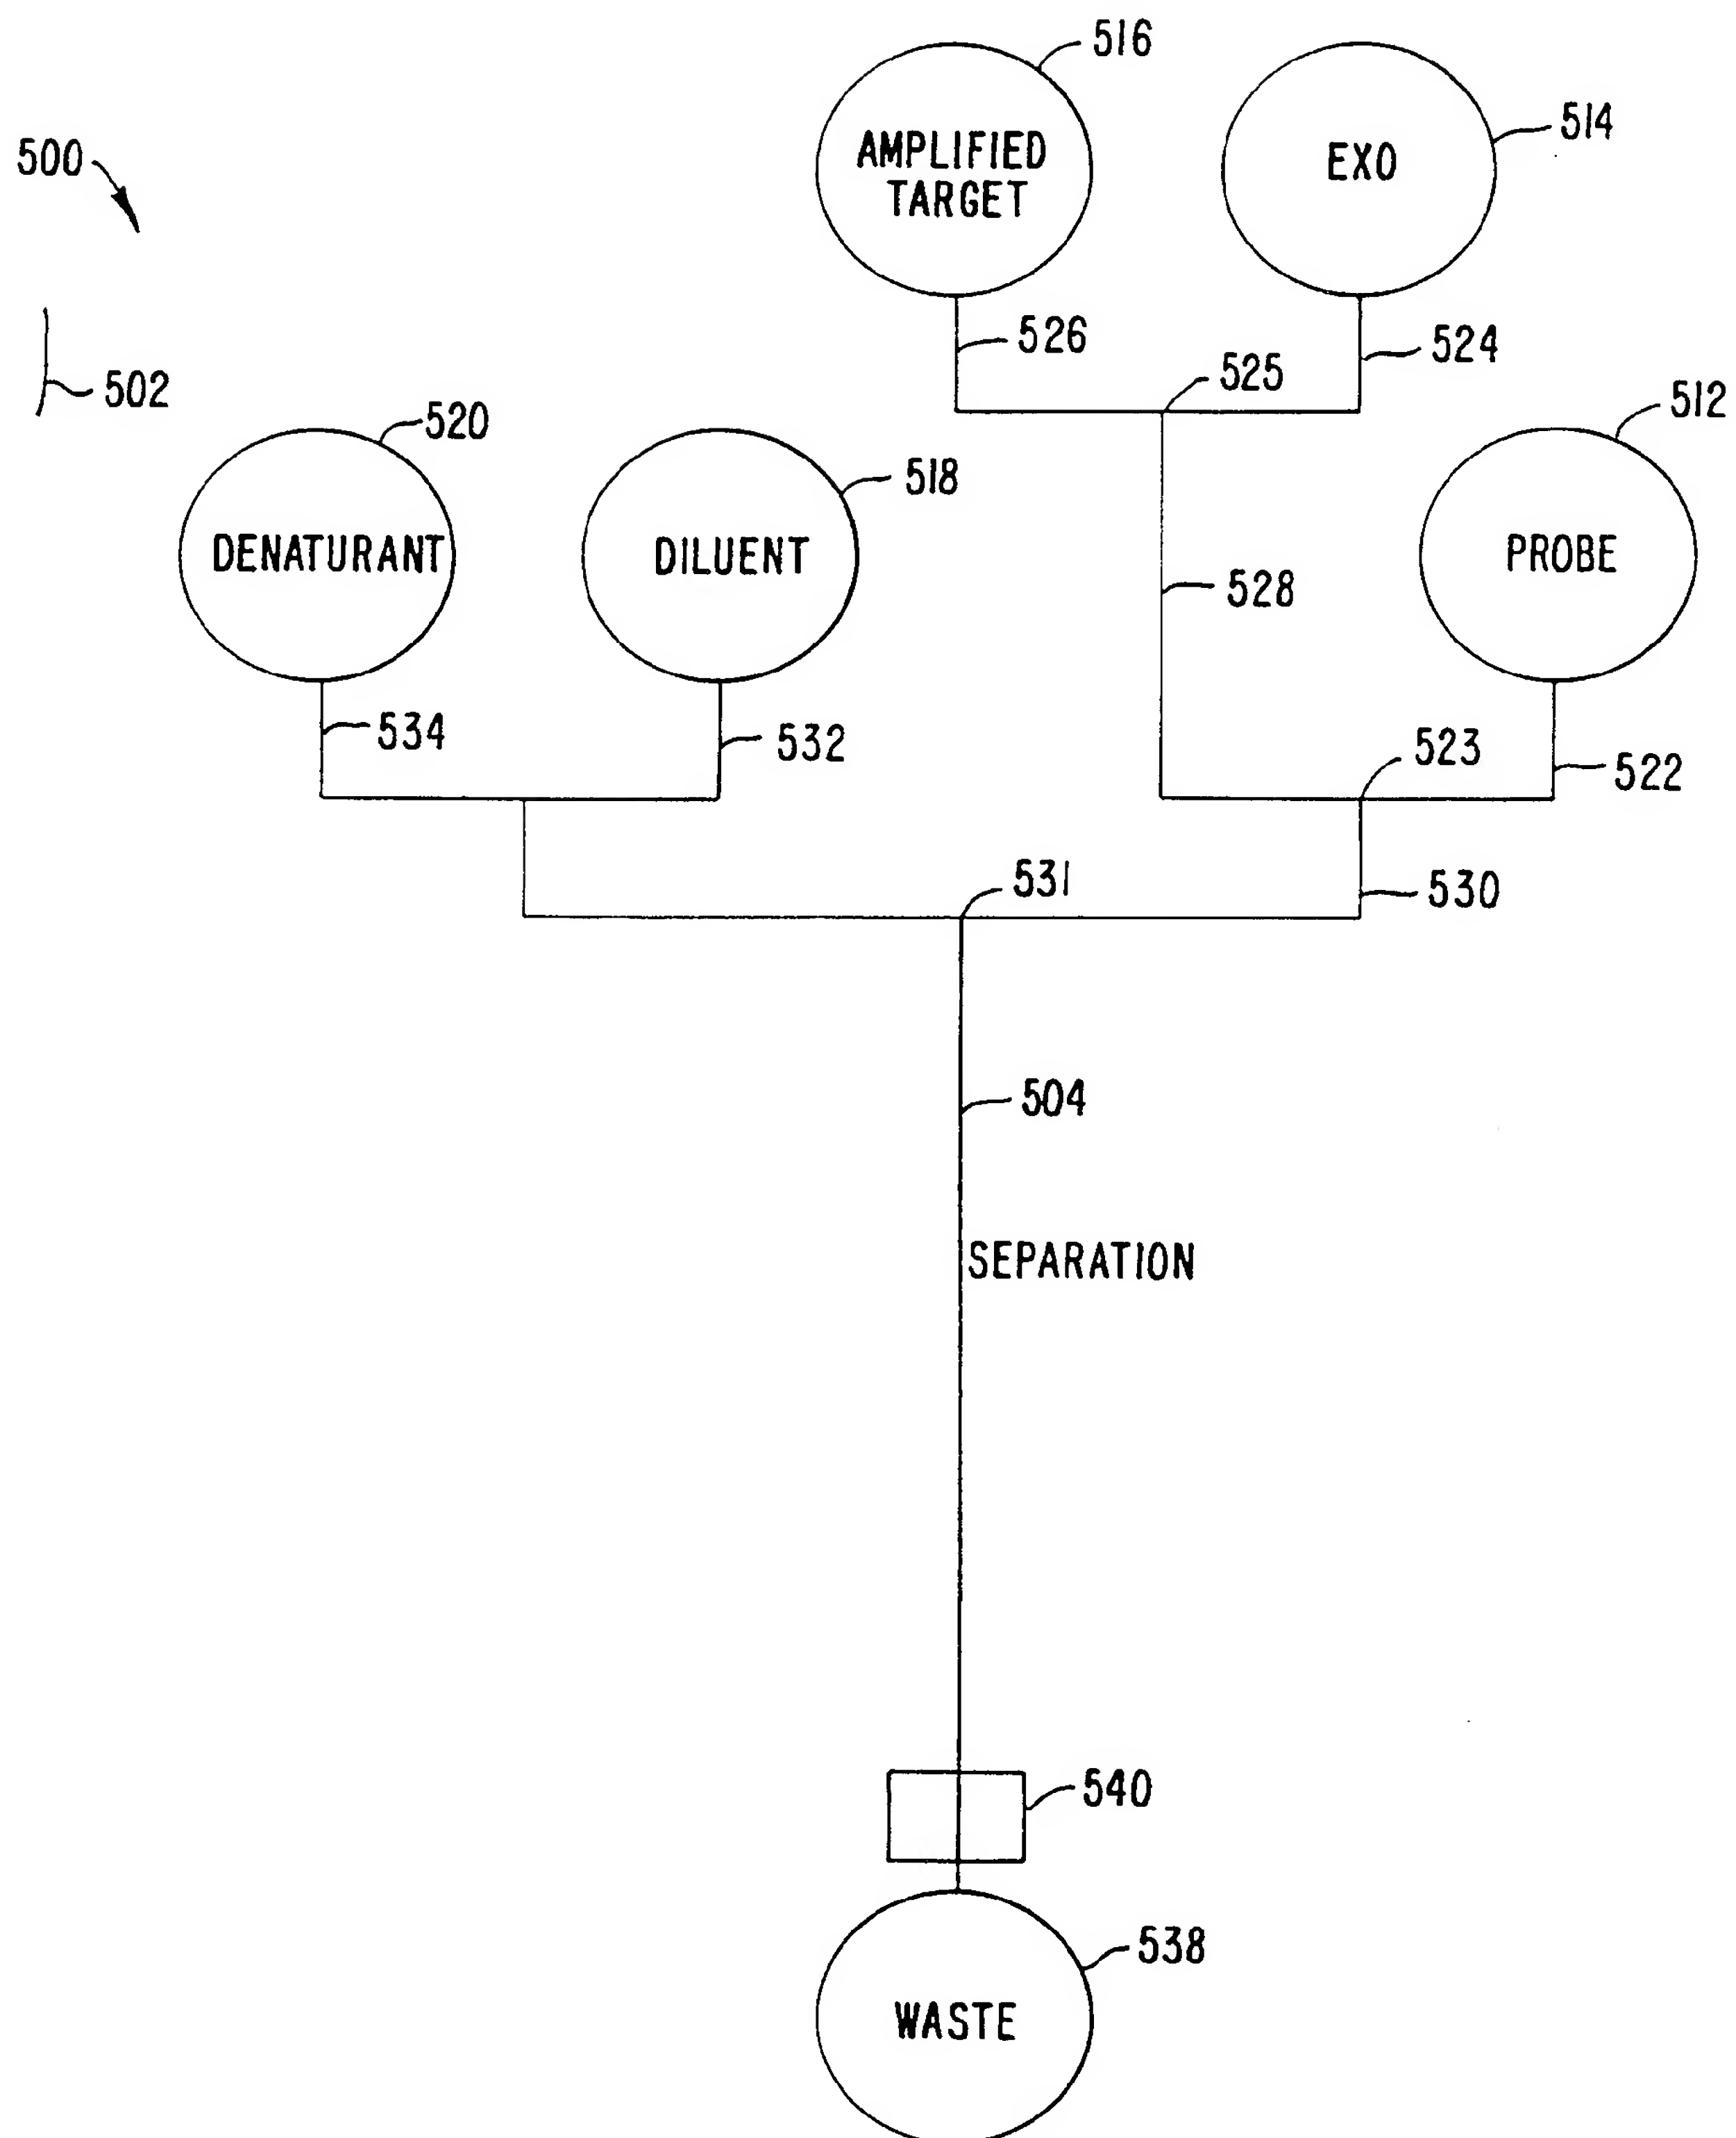 516
514
500
AMPLIFIED
TARGET
EXO
526
524
525
502
512
520
518
DENATURANT
DILUENT
PROBE
528
534
532
523
522
531
530
504
SEPARATION
540
538
WASTE